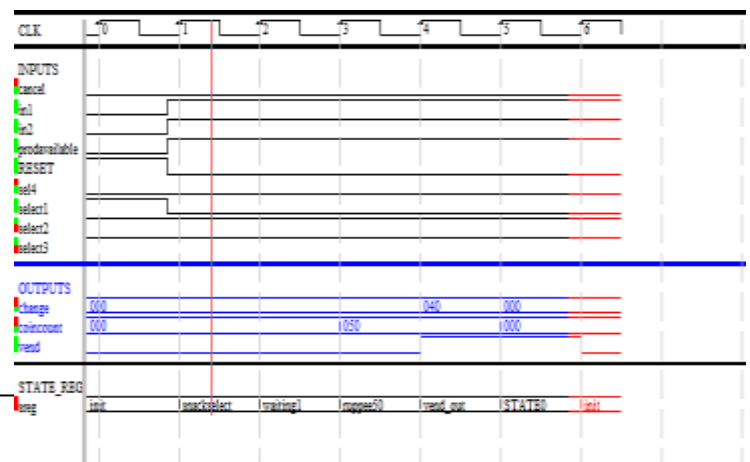 CLK 0 1 2 3 4 5 6
INPUTS
cancel
in1
in2
prodavailable
RESET
sel4
select1
select2
select3
OUTPUTS
change 000 040 000
coincount 000 050 000
vend
STATE_REG
sreg init snackselect waiting1 ruppee50 vend_out STATE0 init